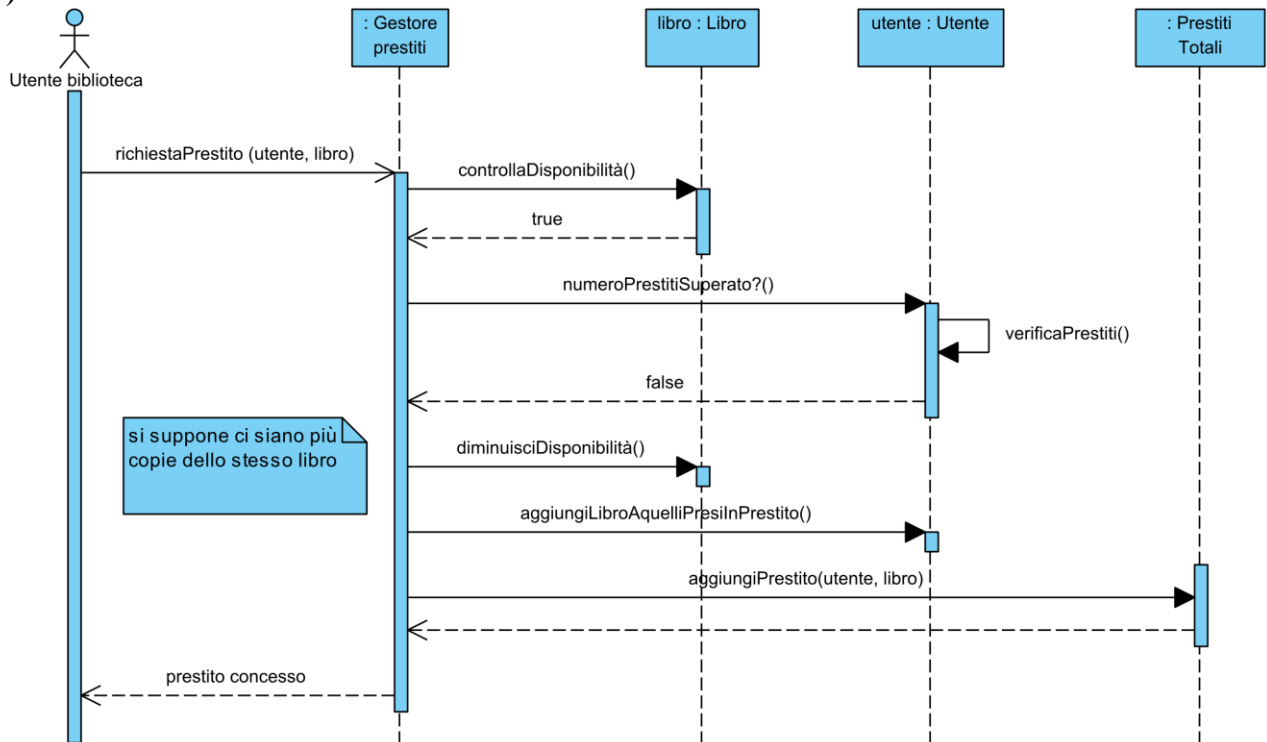 )
: Gestore
prestiti
libro : Libro
utente : Utente
: Prestiti
Totali
Utente biblioteca
richiestaPrestito (utente, libro)
controllaDisponibilità()
true
numeroPrestitiSuperato?()
verificaPrestiti()
false
si suppone ci siano più
copie dello stesso libro
diminuisciDisponibilità()
aggiungiLibroAquelliPresiInPrestito()
aggiungiPrestito(utente, libro)
prestito concesso